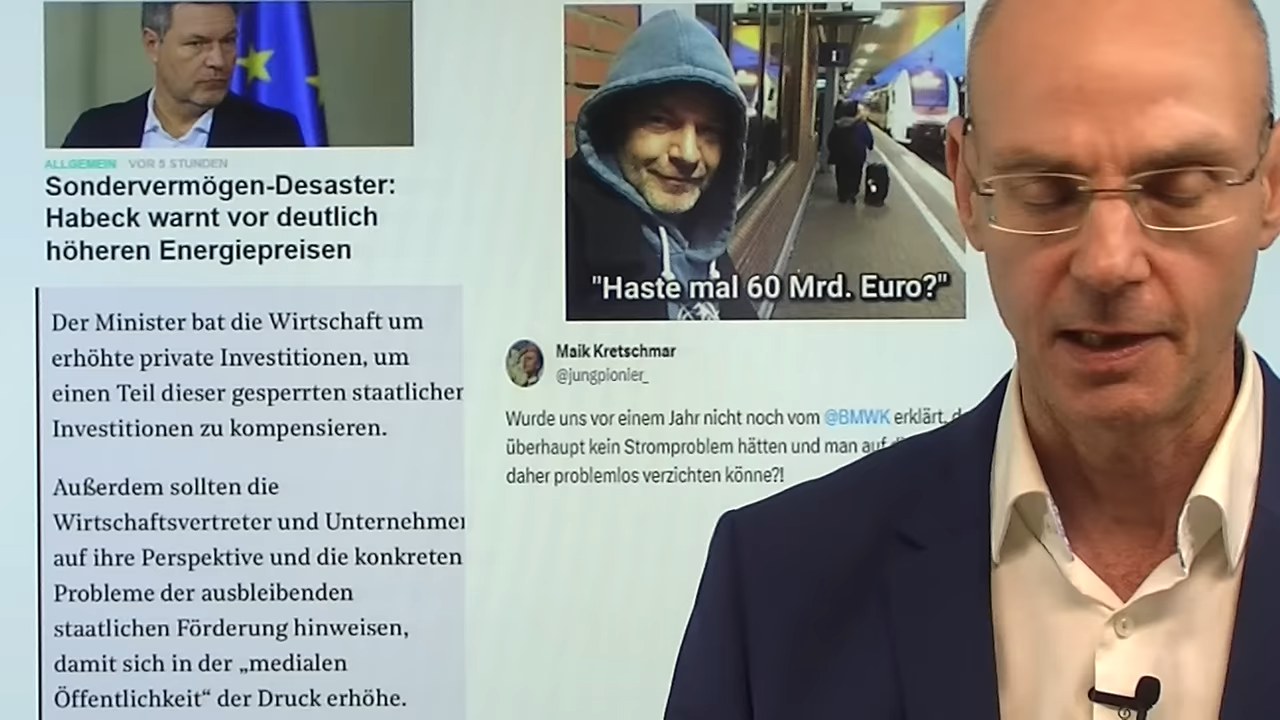 ALLGEMEIN VOR 5 STUNDEN
Sondervermögen-Desaster:
Habeck warnt vor deutlich
höheren Energiepreisen
Der Minister bat die Wirtschaft um
erhöhte private Investitionen, um
einen Teil dieser gesperrten staatlichen
Investitionen zu kompensieren.
Außerdem sollten die
Wirtschaftsvertreter und Unternehmen
auf ihre Perspektive und die konkreten
Probleme der ausbleibenden
staatlichen Förderung hinweisen,
damit sich in der „medialen
Öffentlichkeit“ der Druck erhöhe.
"Haste mal 60 Mrd. Euro?"
Maik Kretschmar
@jungpionier_
Wurde uns vor einem Jahr nicht noch vom @BMWK erklärt,
überhaupt kein Stromproblem hätten und man auf
daher problemlos verzichten könne?!